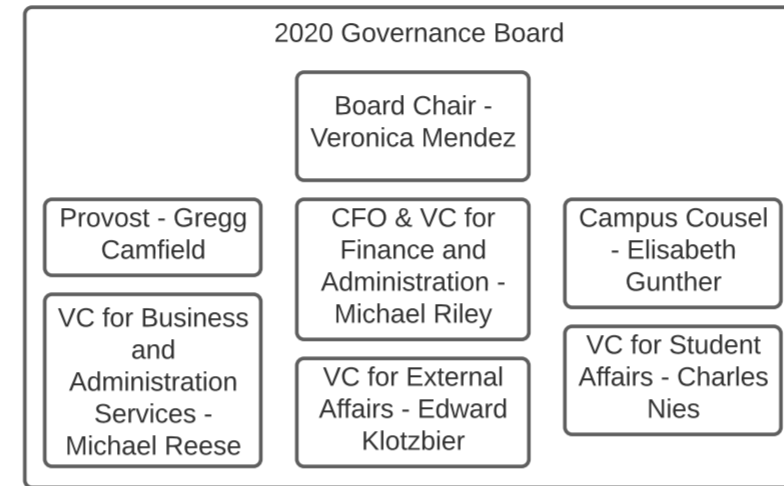 2020 Governance Board
Board Chair -
Veronica Mendez
Provost - Gregg
Camfield
CFO & VC for
Finance and
Administration -
Michael Riley
Campus Cousel
- Elisabeth
Gunther
VC for Business
and
Administration
Services -
Michael Reese
VC for External
Affairs - Edward
Klotzbier
VC for Student
Affairs - Charles
Nies